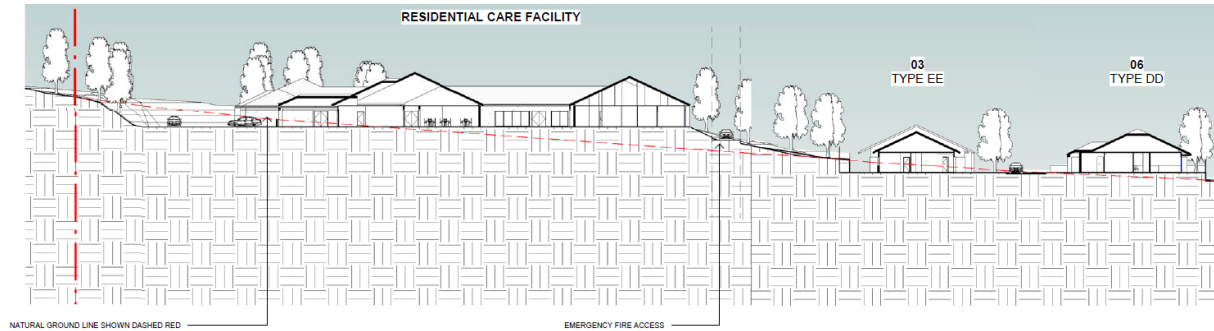 RESIDENTIAL CARE FACILITY
03
TYPE EE
06
TYPE DD
NATURAL GROUND LINE SHOWN DASHED RED
EMERGENCY FIRE ACCESS